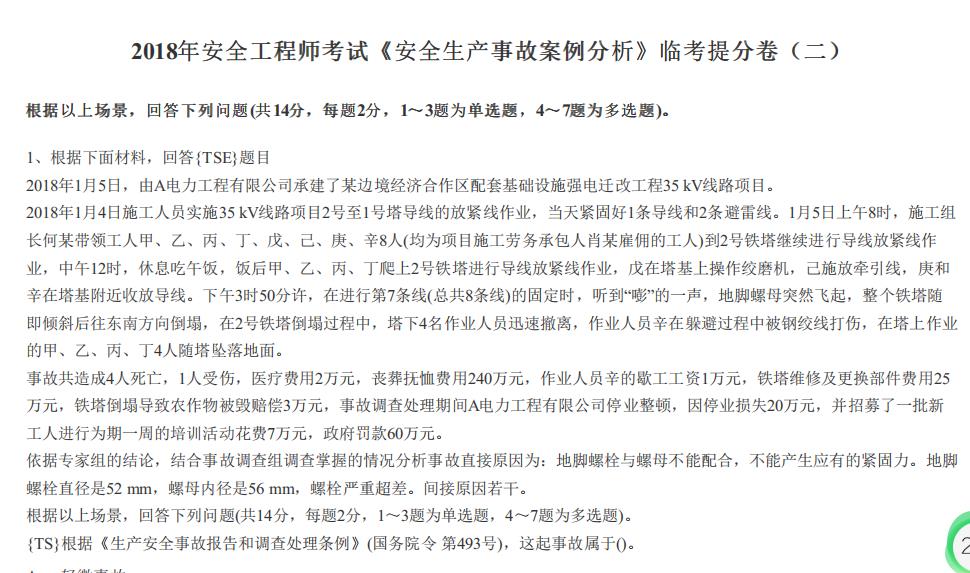 2018年安全工程师考试《安全生产事故案例分析》临考提分卷（二）
根据以上场景，回答下列问题(共14分，每题2分，1～3题为单选题，4～7题为多选题)。
1、根据下面材料，回答{TSE}题目
2018年1月5日，由A电力工程有限公司承建了某边境经济合作区配套基础设施强电迁改工程35 kV线路项目。
2018年1月4日施工人员实施35 kV线路项目2号至1号塔导线的放紧线作业，当天紧固好1条导线和2条避雷线。1月5日上午8时，施工组
长何某带领工人甲、乙、丙、丁、戊、己、庚、辛8人(均为项目施工劳务承包人肖某雇佣的工人)到2号铁塔继续进行导线放紧线作
业，中午12时，休息吃午饭，饭后甲、乙、丙、丁爬上2号铁塔进行导线放紧线作业，戊在塔基上操作绞磨机，己施放牵引线，庚和
辛在塔基附近收放导线。下午3时50分许，在进行第7条线(总共8条线)的固定时，听到“嘭”的一声，地脚螺母突然飞起，整个铁塔随
即倾斜后往东南方向倒塌，在2号铁塔倒塌过程中，塔下4名作业人员迅速撤离，作业人员辛在躲避过程中被钢绞线打伤，在塔上作业
的甲、乙、丙、丁4人随塔坠落地面。
事故共造成4人死亡，1人受伤，医疗费用2万元，丧葬抚恤费用240万元，作业人员辛的歇工工资1万元，铁塔维修及更换部件费用25
万元，铁塔倒塌导致农作物被毁赔偿3万元，事故调查处理期间A电力工程有限公司停业整顿，因停业损失20万元，并招募了一批新
工人进行为期一周的培训活动花费7万元，政府罚款60万元。
依据专家组的结论，结合事故调查组调查掌握的情况分析事故直接原因为：地脚螺栓与螺母不能配合，不能产生应有的紧固力。地脚
螺栓直径是52 mm，螺母内径是56 mm，螺栓严重超差。间接原因若干。
根据以上场景，回答下列问题(共14分，每题2分，1～3题为单选题，4～7题为多选题)。
{TS}根据《生产安全事故报告和调查处理条例》(国务院令 第493号)，这起事故属于()。